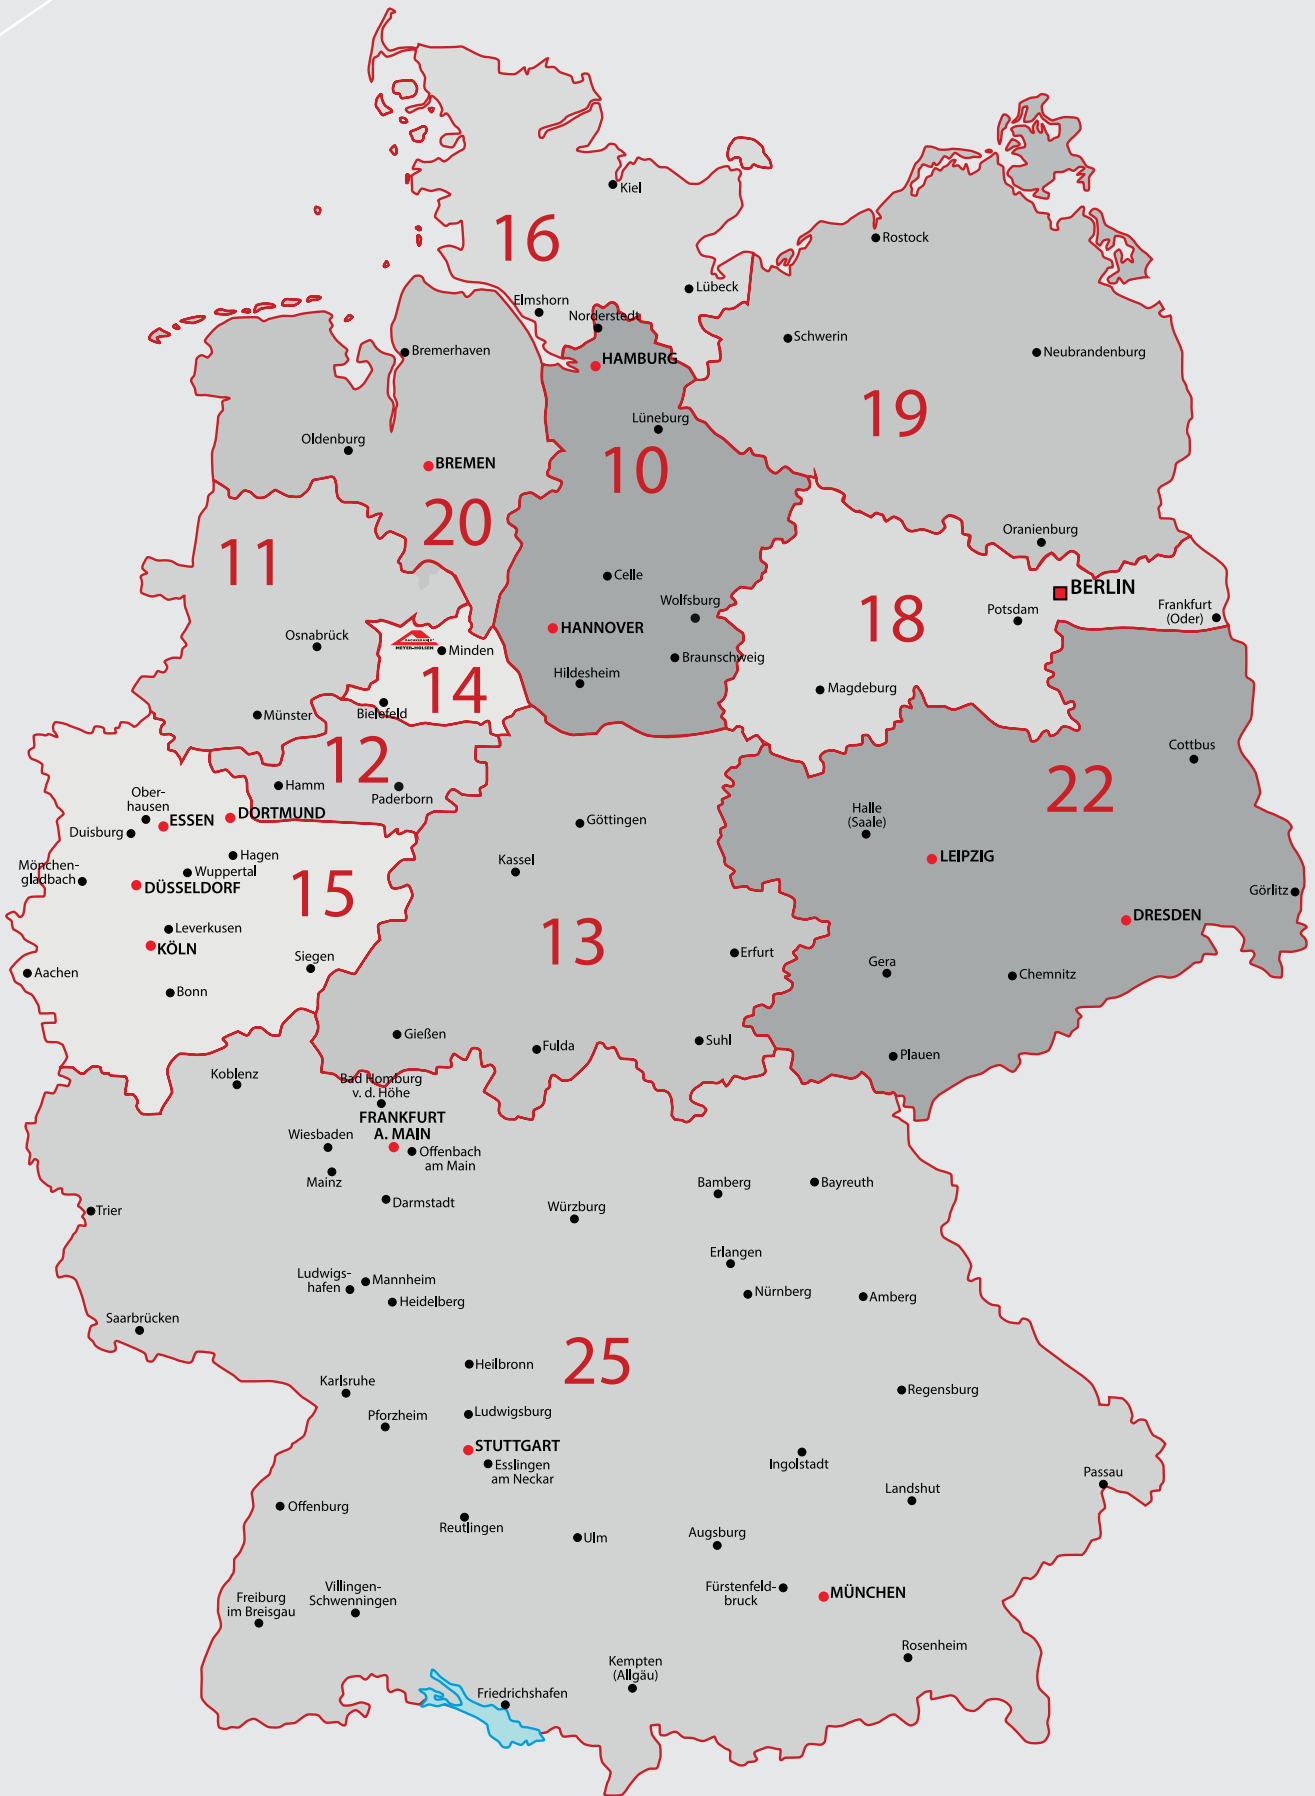 Kiel
16
Rostock
Lübeck
Elmshorn
Norderstedt
Schwerin
Bremerhaven
HAMBURG
Neubrandenburg
19
Lüneburg
Oldenburg
BREMEN
10
20
Oranienburg
11
Celle
BERLIN
Wolfsburg
18
Potsdam
Frankfurt
(Oder)
HANNOVER
Osnabrück
DACHKERAMIK
MEYER-HOLSEN
Minden
Braunschweig
Hildesheim
14
Magdeburg
Münster
Bielefeld
Cottbus
12
22
Hamm
Paderborn
Ober-
hausen
Halle
(Saale)
DORTMUND
ESSEN
Duisburg
Göttingen
Hagen
LEIPZIG
Kassel
Mönchen-
gladbach
Wuppertal
DÜSSELDORF
15
Görlitz
DRESDEN
Leverkusen
13
KÖLN
Erfurt
Siegen
Gera
Aachen
Chemnitz
Bonn
Gießen
Suhl
Fulda
Plauen
Koblenz
Bad Homburg
v. d. Höhe
FRANKFURT
A. MAIN
Wiesbaden
Offenbach
am Main
Mainz
Bamberg
Bayreuth
Darmstadt
Würzburg
Trier
Erlangen
Ludwigs-
hafen
Mannheim
Nürnberg
Amberg
Heidelberg
Saarbrücken
25
Heilbronn
Karlsruhe
Regensburg
Pforzheim
Ludwigsburg
STUTTGART
Esslingen
am Neckar
Ingolstadt
Passau
Landshut
Offenburg
Reutlingen
Ulm
Augsburg
Villingen-
Schwenningen
Fürstenfeld-
bruck
MÜNCHEN
Freiburg
im Breisgau
Rosenheim
Kempten
(Allgäu)
Friedrichshafen